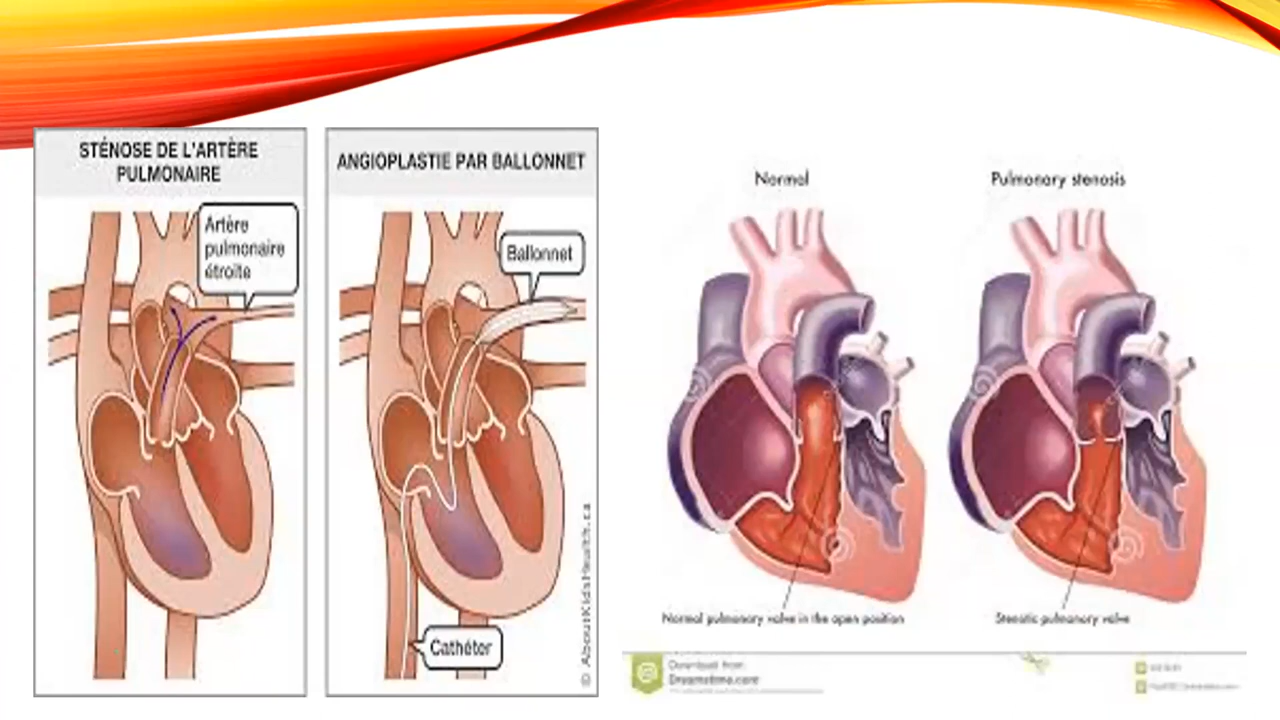 STÉNOSE DE L'ARTÈRE
PULMONAIRE
Artère
pulmonaire
étroite
ANGIOPLASTIE PAR BALLONNET
Ballonnet
Cathéter
© AboutKidsHealth.ca
Normal
Pulmonary stenosis
Normal pulmonary valve in the open position
Stenotic pulmonary valve
Download from
Dreamstime.com